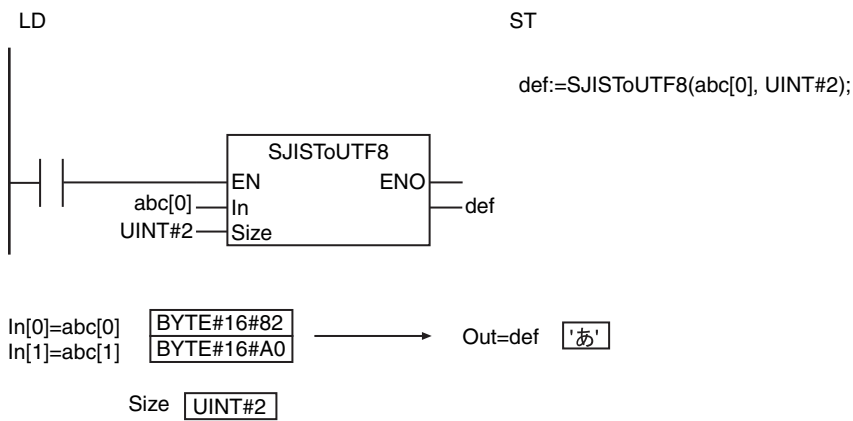 LD
ST
def:=SJISToUTF8(abc[0], UINT#2);
SJISToUTF8
EN ENO
abc[0] In def
UINT#2 Size
In[0]=abc[0] BYTE#16#82
In[1]=abc[1] BYTE#16#A0
Out=def 'あ'
Size UINT#2